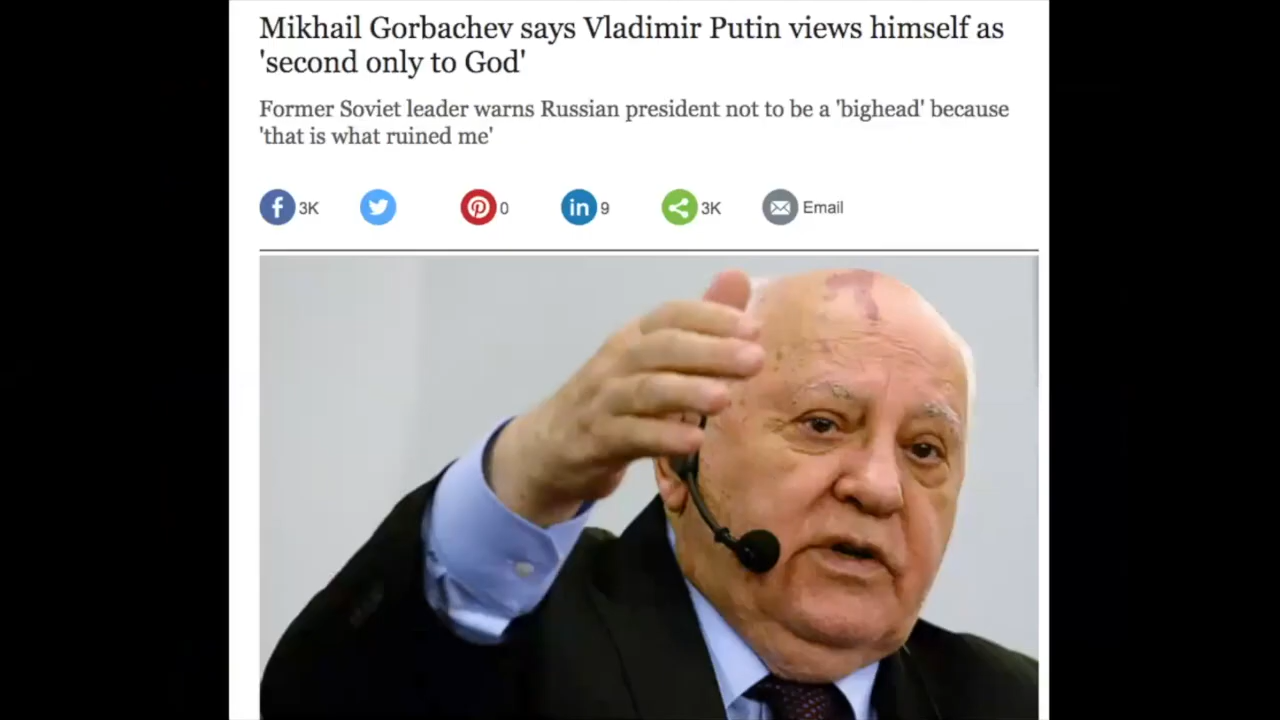 Mikhail Gorbachev says Vladimir Putin views himself as
'second only to God'
Former Soviet leader warns Russian president not to be a 'bighead' because
'that is what ruined me'
f 3K 0 in 9 3K Email